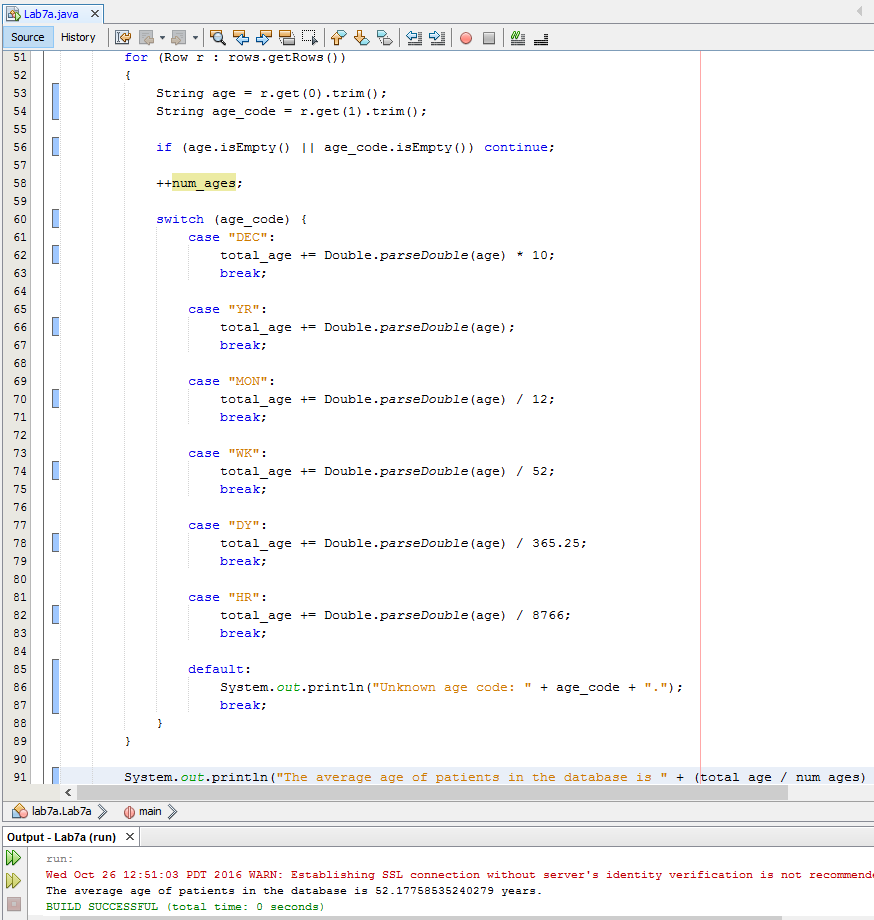 Lab7a.java
Source History
51 for (Row r : rows.getRows())
52 {
53 String age = r.get(0).trim();
54 String age_code = r.get(1).trim();
55
56 if (age.isEmpty() || age_code.isEmpty()) continue;
57
58 ++num_ages;
59
60 switch (age_code) {
61 case "DEC":
62 total_age += Double.parseDouble(age) * 10;
63 break;
64
65 case "YR":
66 total_age += Double.parseDouble(age);
67 break;
68
69 case "MON":
70 total_age += Double.parseDouble(age) / 12;
71 break;
72
73 case "WK":
74 total_age += Double.parseDouble(age) / 52;
75 break;
76
77 case "DY":
78 total_age += Double.parseDouble(age) / 365.25;
79 break;
80
81 case "HR":
82 total_age += Double.parseDouble(age) / 8766;
83 break;
84
85 default:
86 System.out.println("Unknown age code: " + age_code + ".");
87 break;
88 }
89 }
90
91 System.out.println("The average age of patients in the database is " + (total_age / num_ages)
lab7a.Lab7a main
Output - Lab7a (run)
run:
Wed Oct 26 12:51:03 PDT 2016 WARN: Establishing SSL connection without server's identity verification is not recommende
The average age of patients in the database is 52.17758535240279 years.
BUILD SUCCESSFUL (total time: 0 seconds)